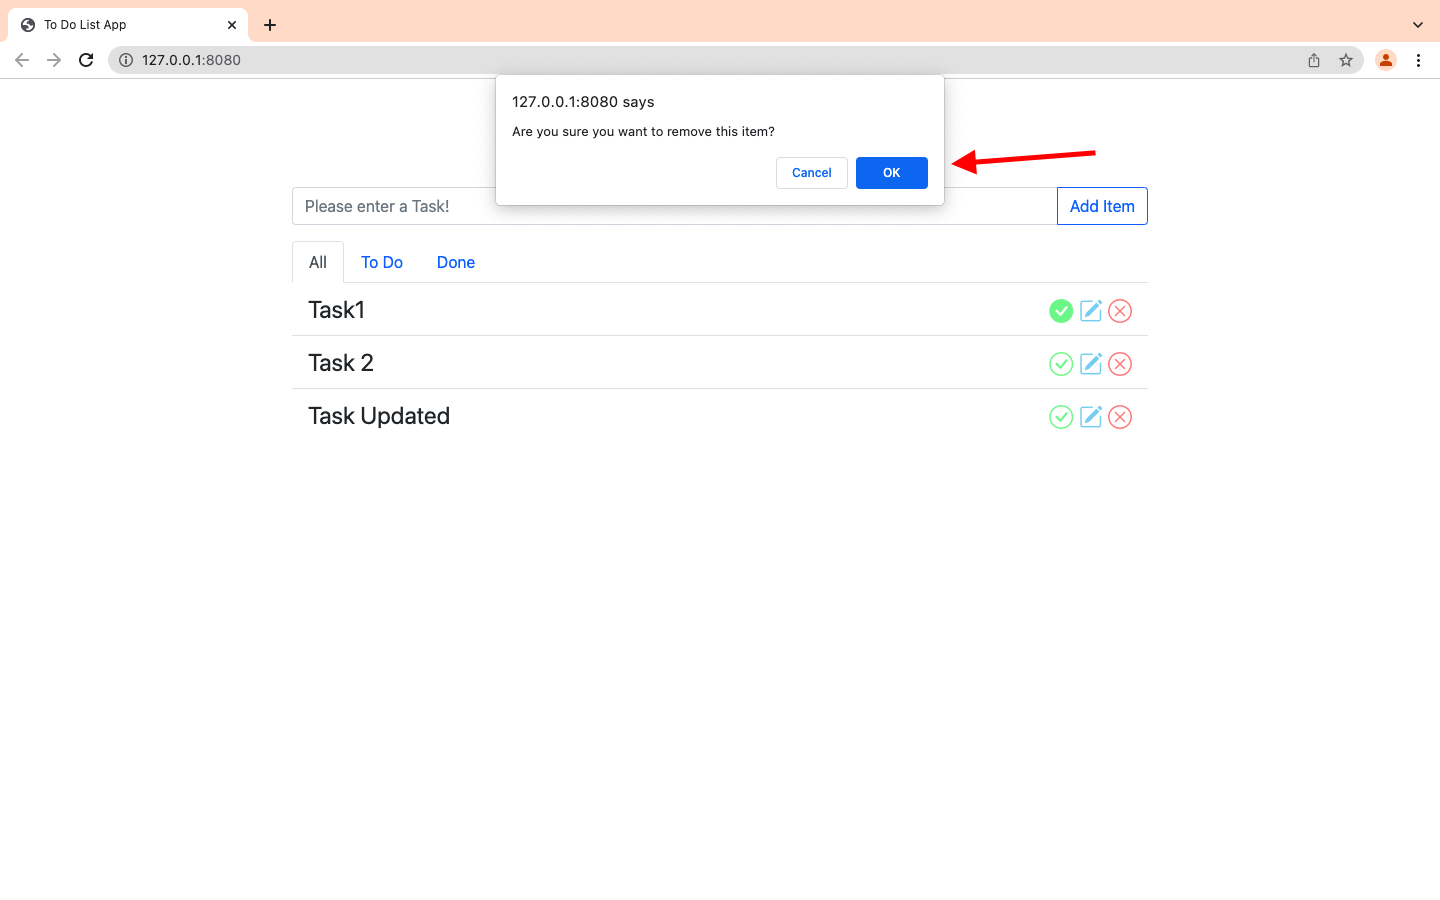 To Do List App
127.0.0.1:8080
127.0.0.1:8080 says
Are you sure you want to remove this item?
Cancel OK
Please enter a Task! Add Item
All To Do Done
Task1
Task 2
Task Updated